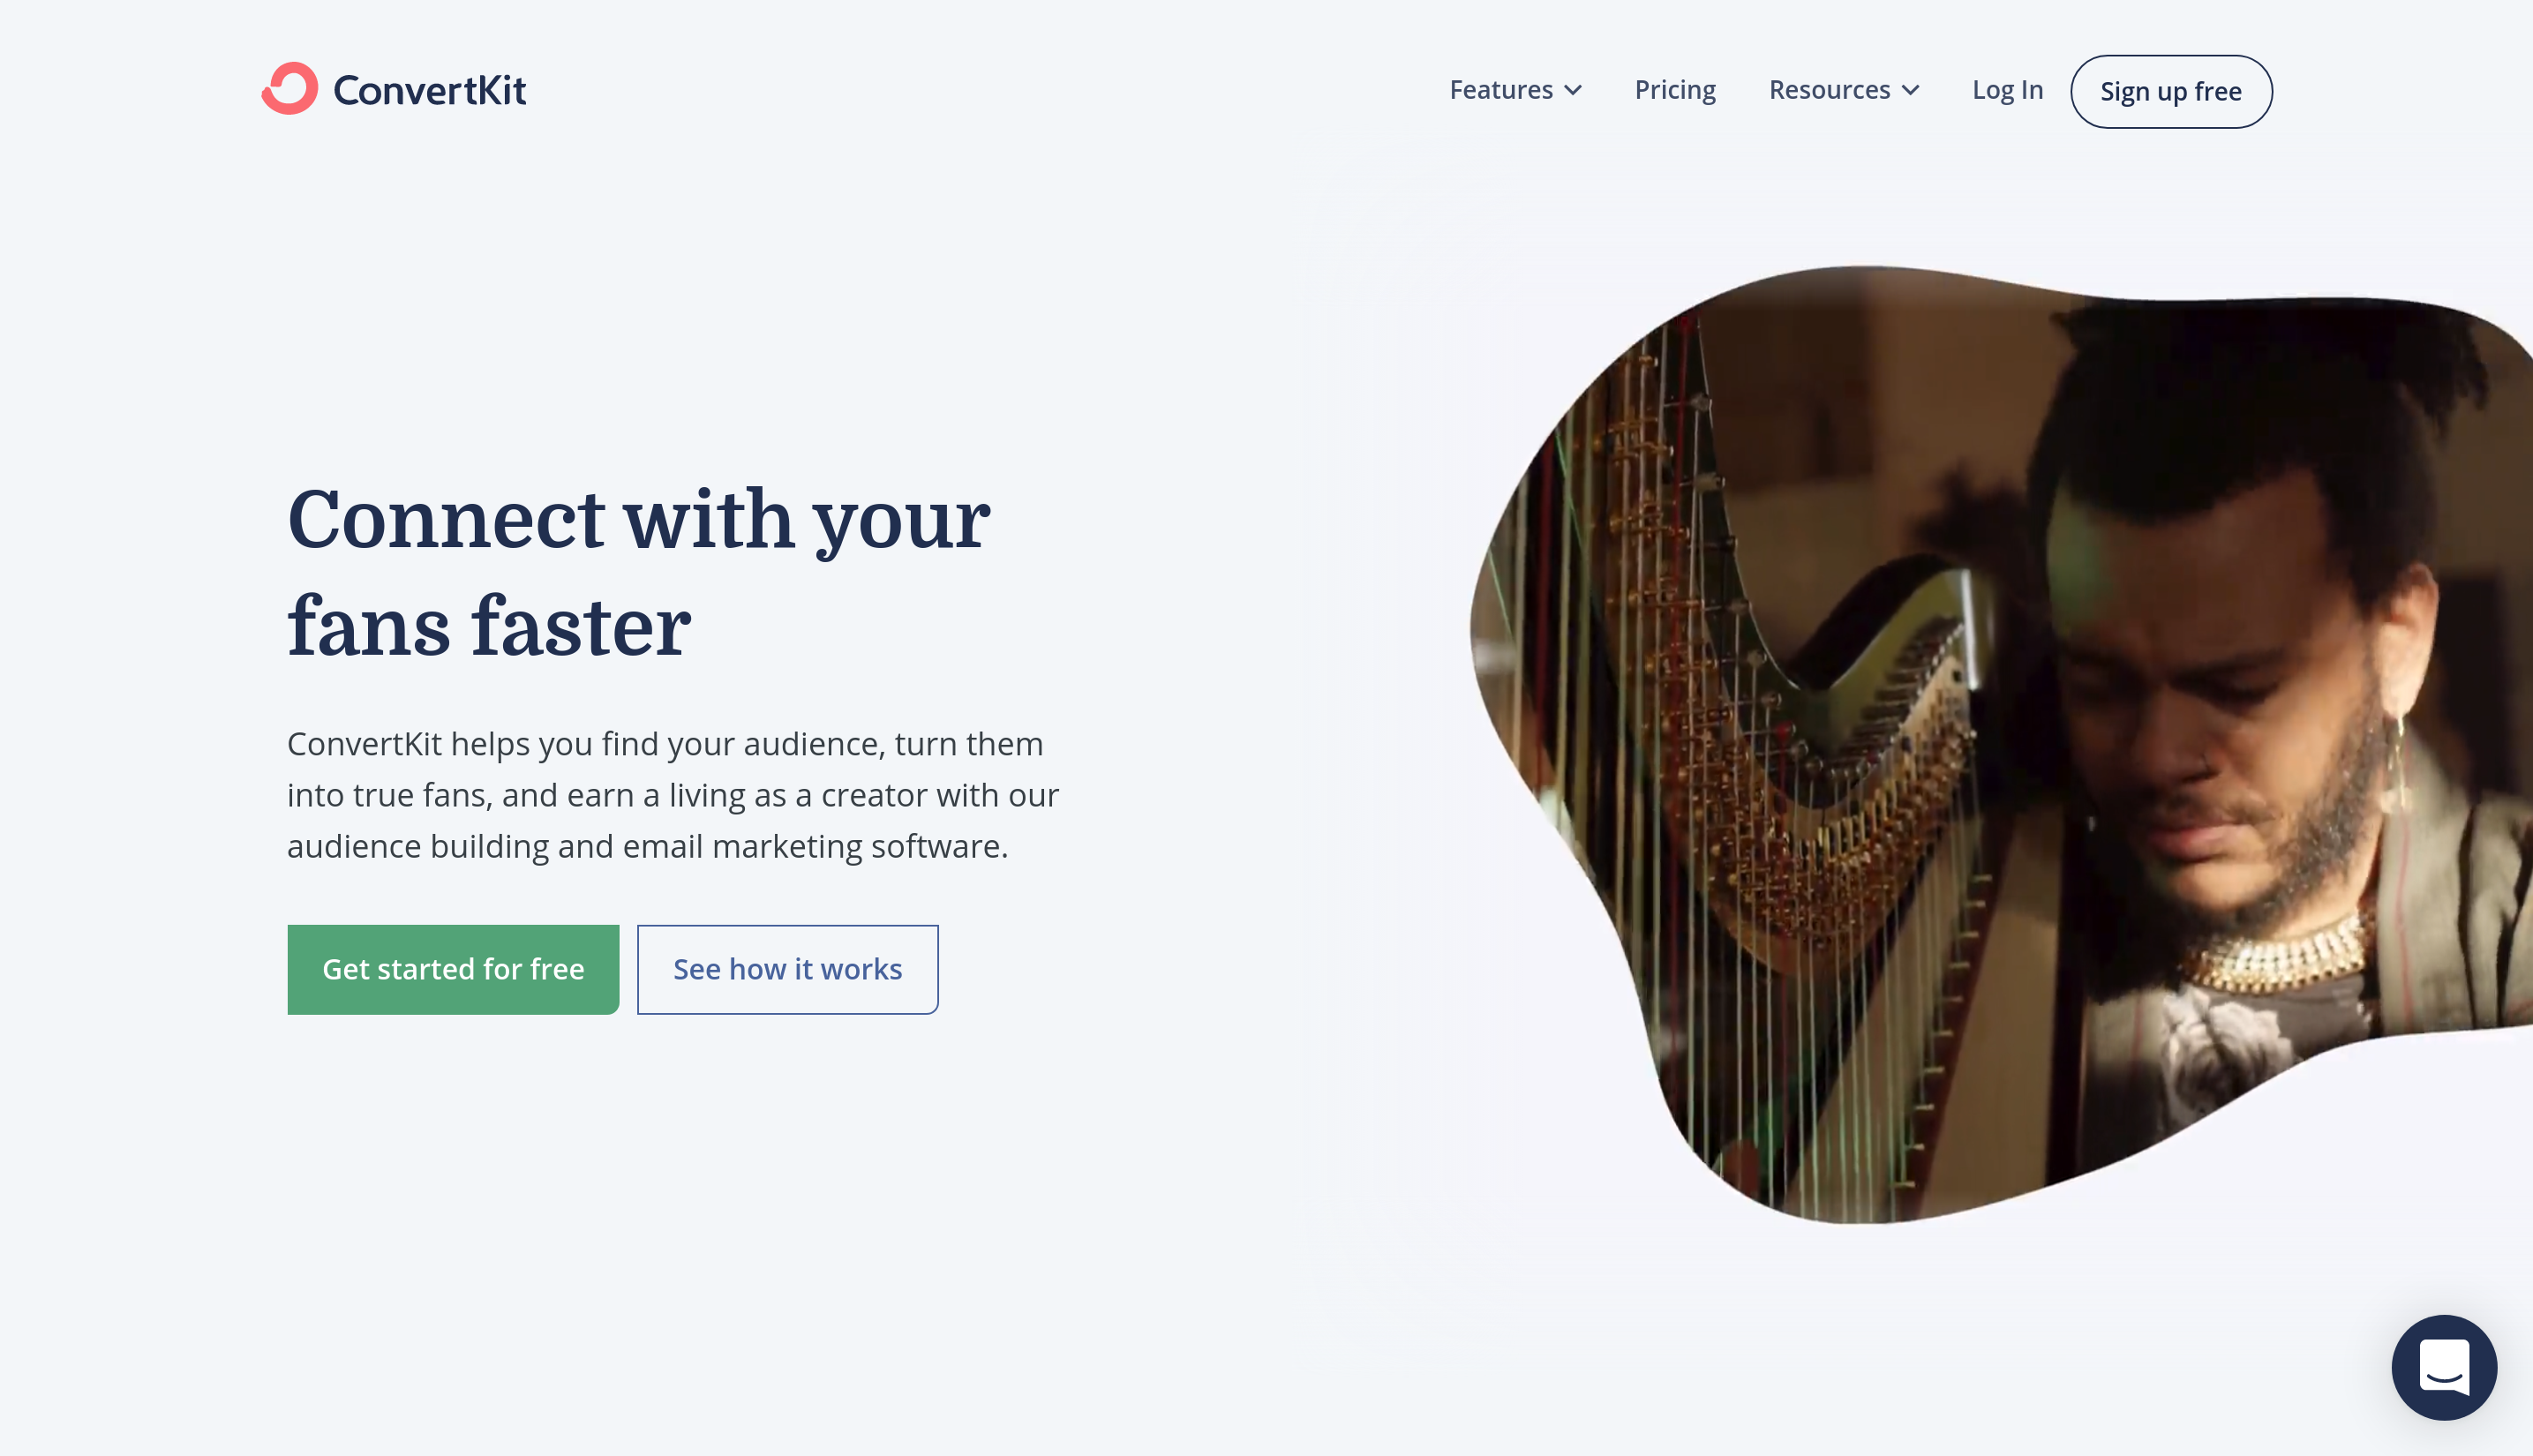 ConvertKit
Features
Pricing
Resources
Log In
Sign up free
Connect with your
fans faster
ConvertKit helps you find your audience, turn them
into true fans, and earn a living as a creator with our
audience building and email marketing software.
Get started for free
See how it works